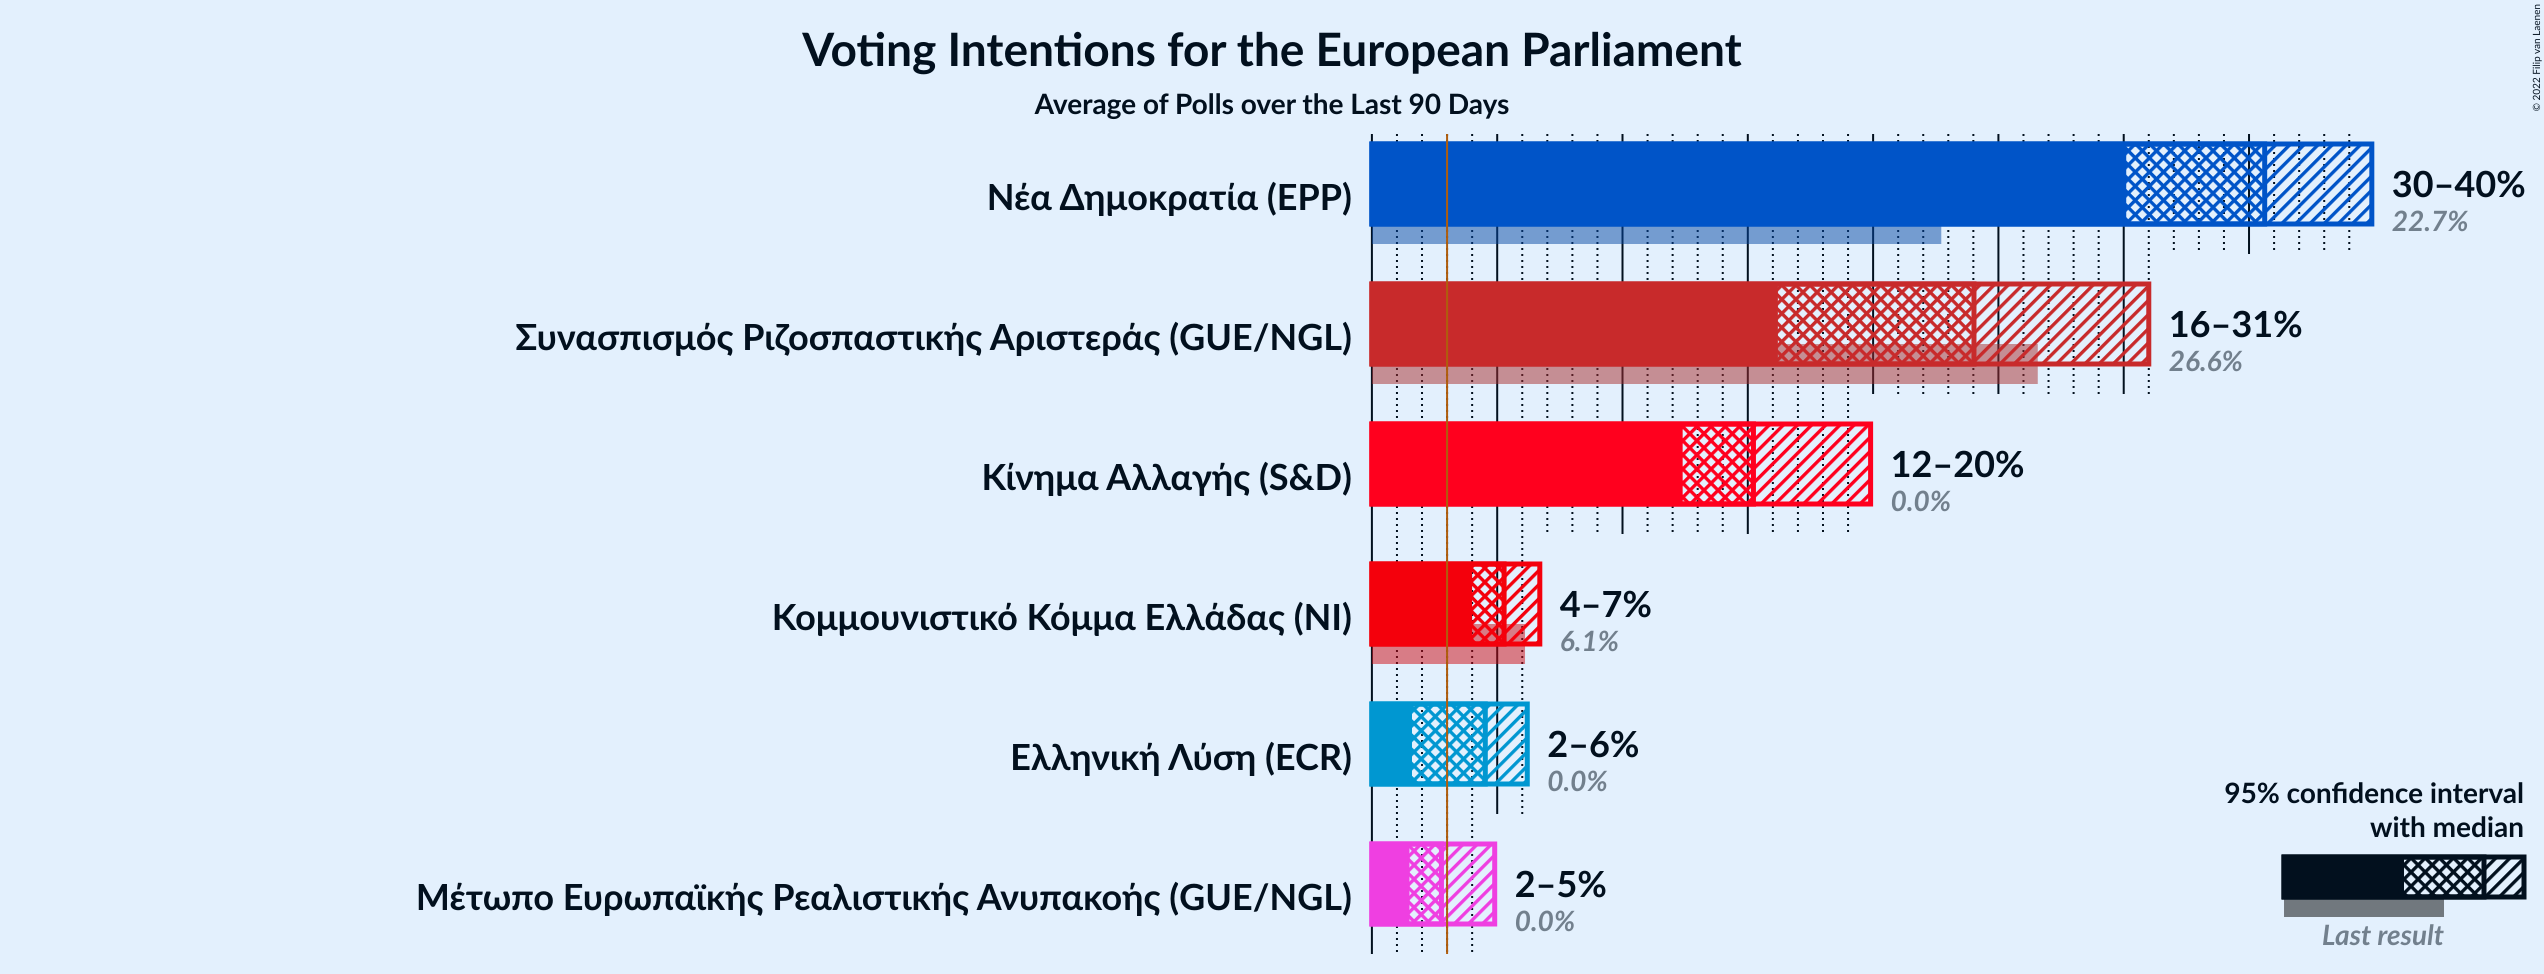 Voting Intentions for the European Parliament
Average of Polls over the Last 90 Days
© 2022 Filip van Laenen
Νέα Δημοκρατία (EPP)
30–40%
22.7%
Συνασπισμός Ριζοσπαστικής Αριστεράς (GUE/NGL)
16–31%
26.6%
Κίνημα Αλλαγής (S&D)
12–20%
0.0%
Κομμουνιστικό Κόμμα Ελλάδας (NI)
4–7%
6.1%
Ελληνική Λύση (ECR)
2–6%
0.0%
Μέτωπο Ευρωπαϊκής Ρεαλιστικής Ανυπακοής (GUE/NGL)
2–5%
0.0%
95% confidence interval
with median
Last result